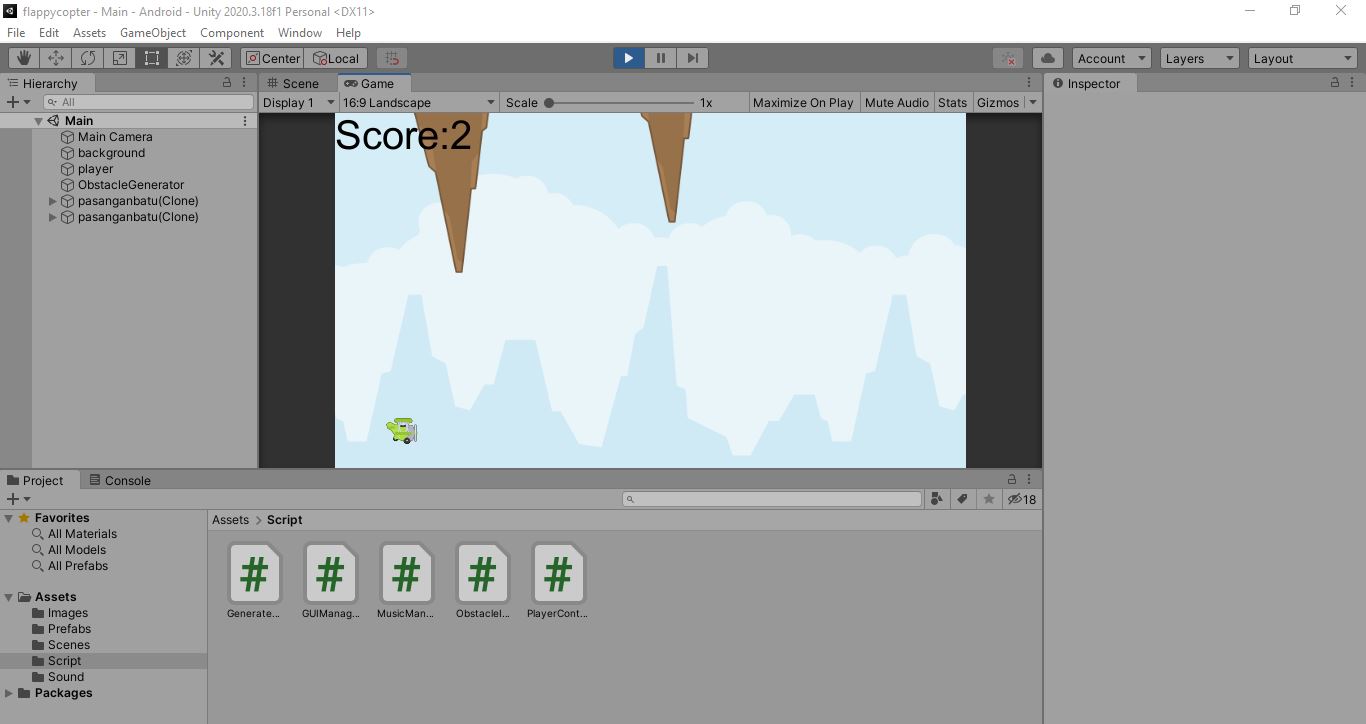 flappycopter - Main - Android - Unity 2020.3.18f1 Personal <DX11>
File Edit Assets GameObject Component Window Help
Center Local Account Layers Layout
Hierarchy Scene Game Inspector
All Display 1 16:9 Landscape Scale 1x Maximize On Play Mute Audio Stats Gizmos
Main
Main Camera
background
player
ObstacleGenerator
pasanganbatu(Clone)
pasanganbatu(Clone)
Score:2
Project Console
18
Favorites
All Materials
All Models
All Prefabs
Assets
Images
Prefabs
Scenes
Script
Sound
Packages
Assets > Script
# # # # #
Generate... GUIManag... MusicMan... ObstacleI... PlayerCont...